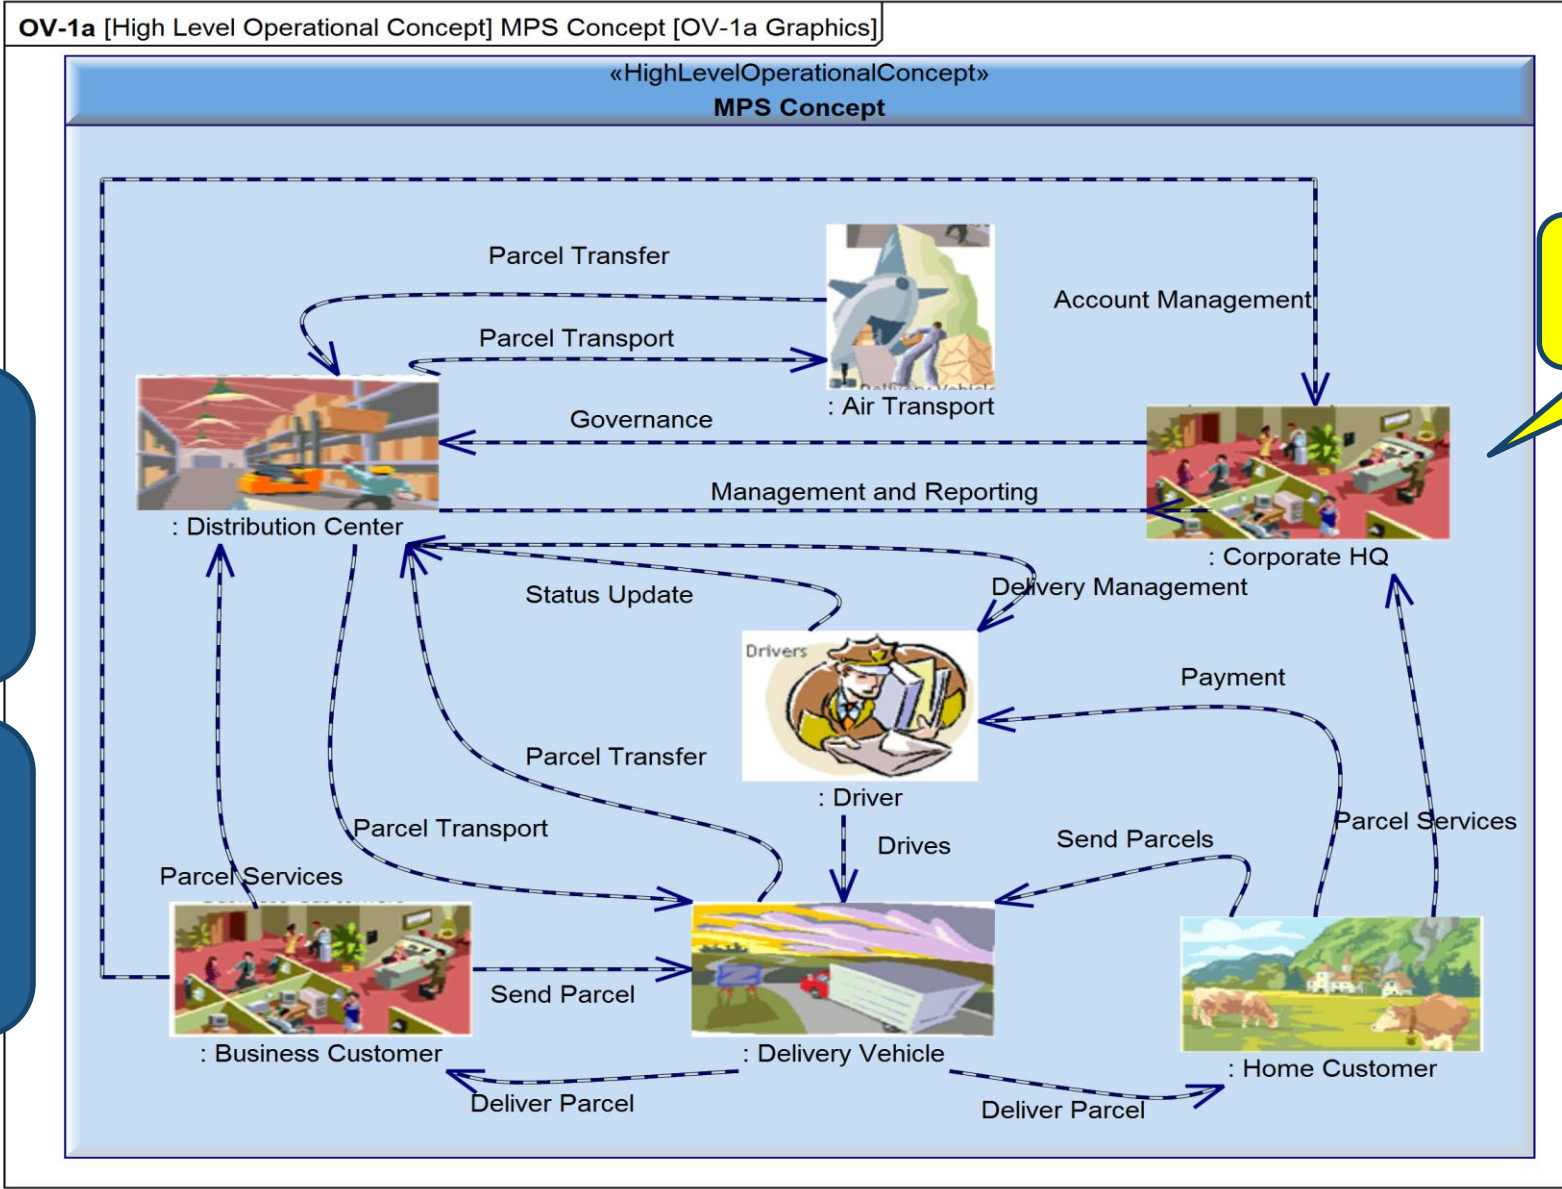 OV-1a [High Level Operational Concept] MPS Concept [OV-1a Graphics]
«HighLevelOperationalConcept»
MPS Concept
Parcel Transfer
Account Management
Parcel Transport
: Air Transport
Governance
Management and Reporting
: Distribution Center
: Corporate HQ
Status Update
Delivery Management
Drivers
Payment
Parcel Transfer
: Driver
Parcel Transport
Drives
Send Parcels
Parcel Services
Parcel Services
Send Parcel
: Business Customer
: Delivery Vehicle
: Home Customer
Deliver Parcel
Deliver Parcel